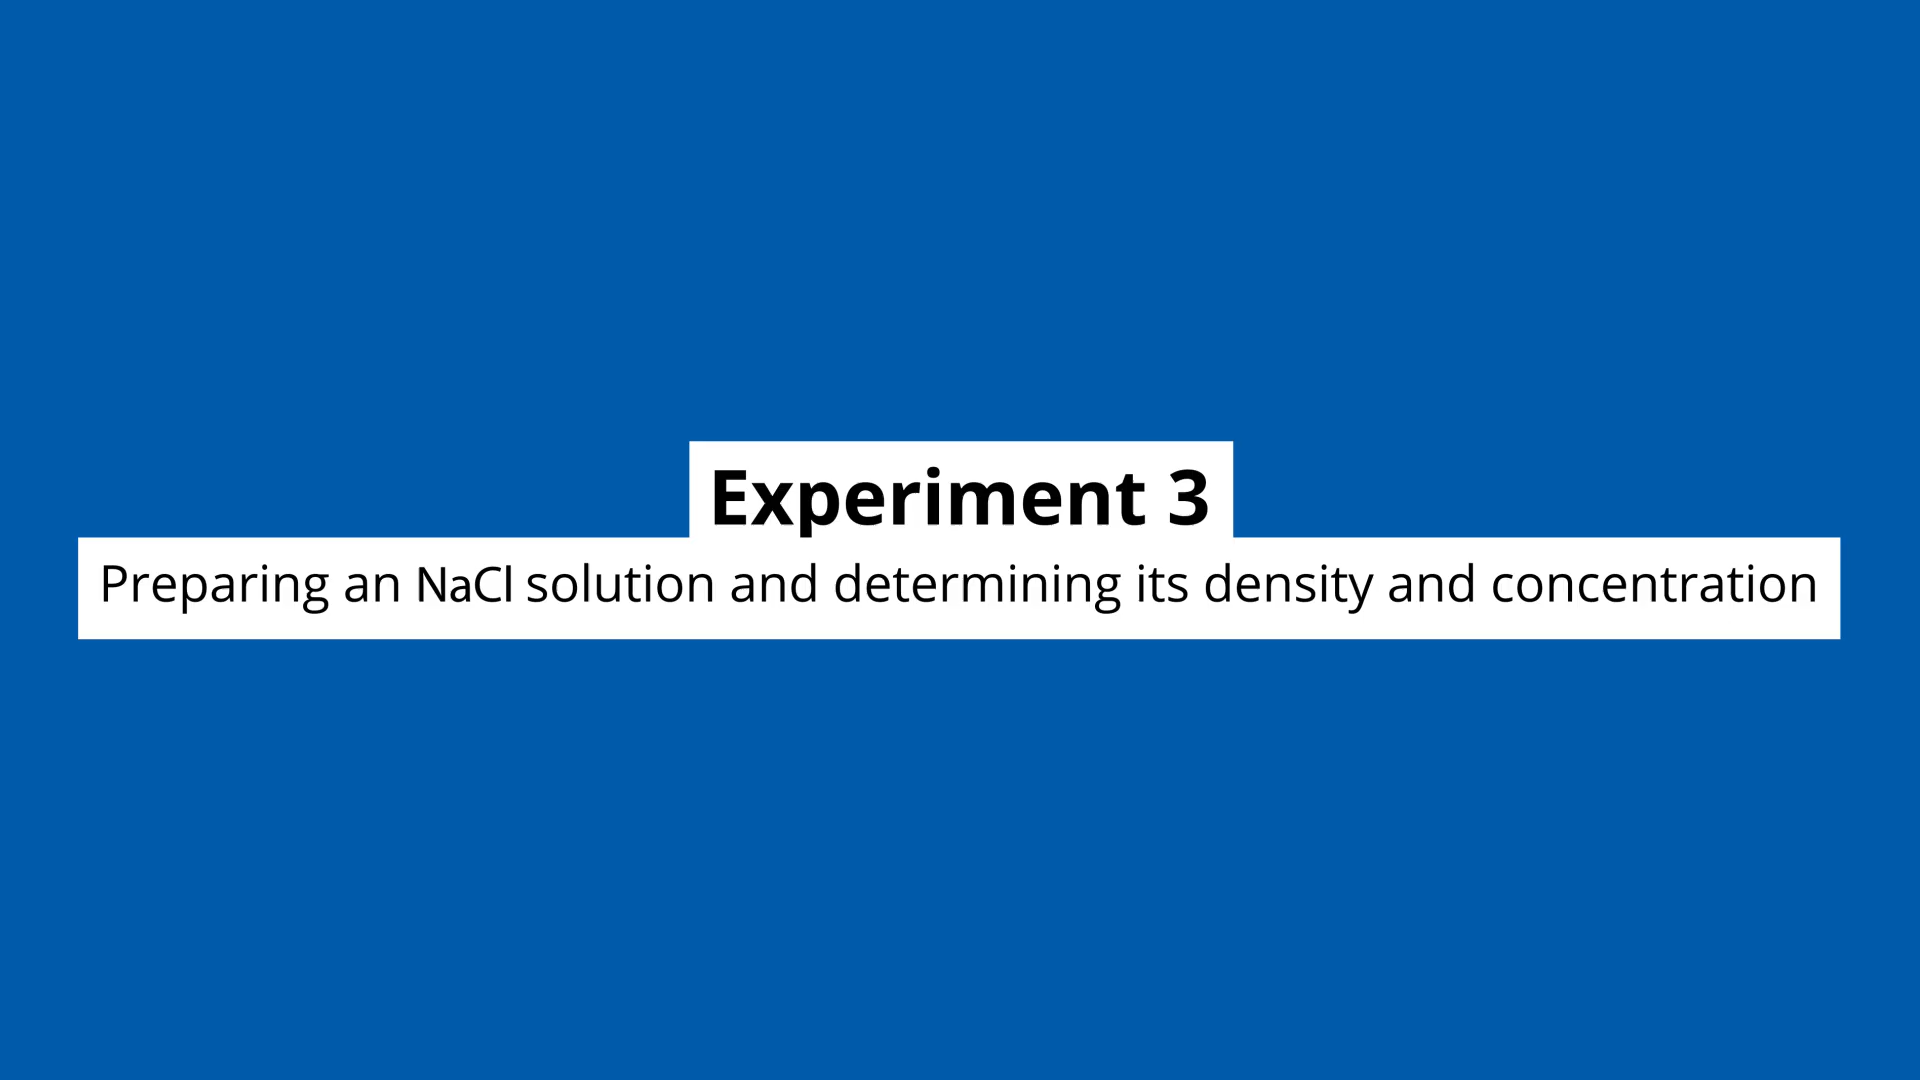 Experiment 3
Preparing an NaCl solution and determining its density and concentration